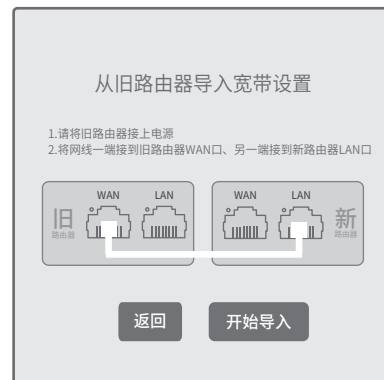 从旧路由器导入宽带设置
1.请将旧路由器接上电源
2.将网线一端接到旧路由器WAN口、另一端接到新路由器LAN口
WAN LAN WAN LAN
旧 新
路由器 路由器
返回 开始导入